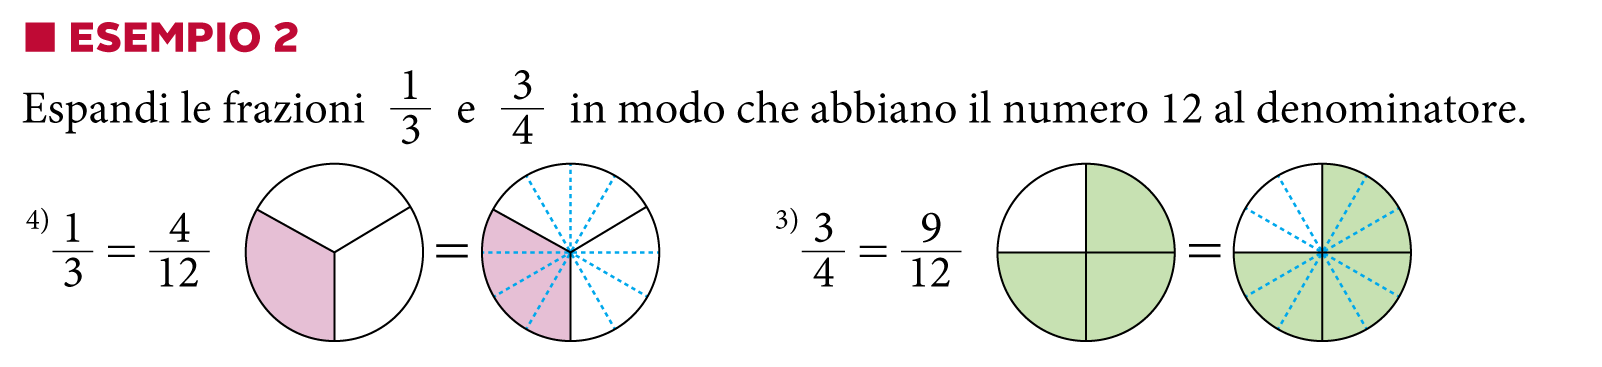 ESEMPIO 2
Espandi le frazioni 1/3 e 3/4 in modo che abbiano il numero 12 al denominatore.
4) 1/3 = 4/12 = 3) 3/4 = 9/12 =